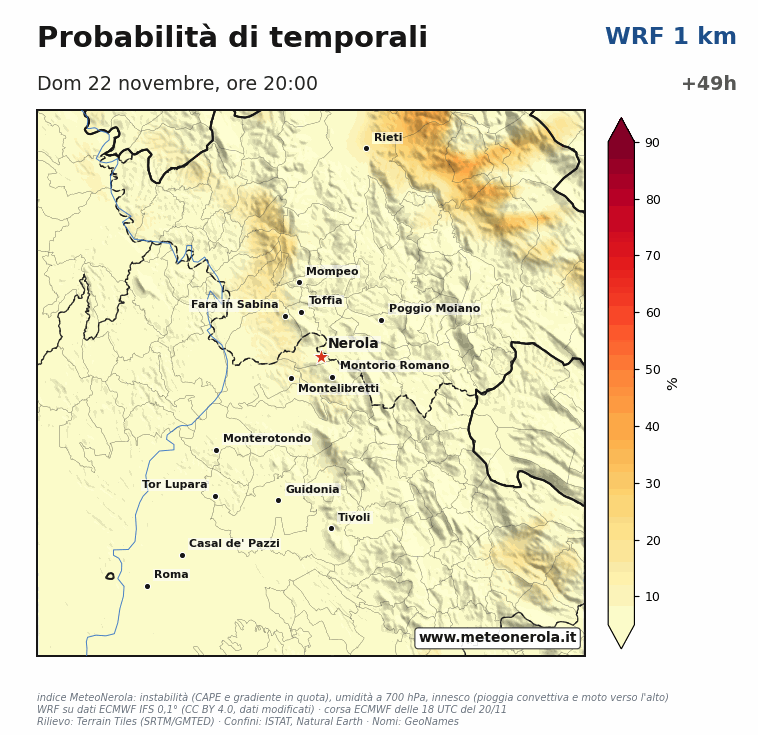 Probabilità di temporali
WRF 1 km
Dom 22 novembre, ore 20:00
+49h
Rieti
Mompeo
Fara in Sabina
Toffia
Poggio Moiano
Nerola
Montorio Romano
Montelibretti
Monterotondo
Tor Lupara
Guidonia
Tivoli
Casal de' Pazzi
Roma
www.meteonerola.it
90
80
70
60
50
40
30
20
10
%
indice MeteoNerola: instabilità (CAPE e gradiente in quota), umidità a 700 hPa, innesco (pioggia convettiva e moto verso l'alto)
WRF su dati ECMWF IFS 0,1° (CC BY 4.0, dati modificati) · corsa ECMWF delle 18 UTC del 20/11
Rilievo: Terrain Tiles (SRTM/GMTED) · Confini: ISTAT, Natural Earth · Nomi: GeoNames